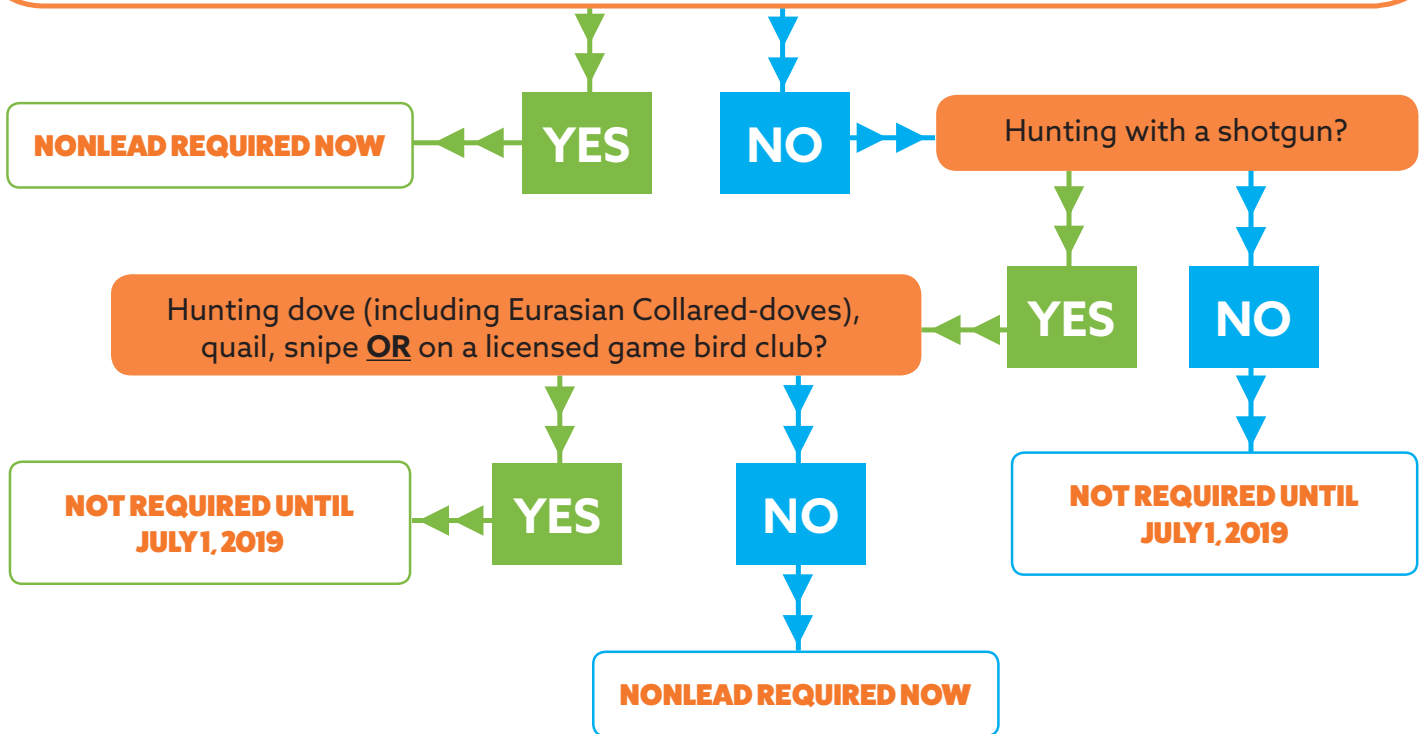 YES
NO
NONLEAD REQUIRED NOW
Hunting with a shotgun?
YES
NO
Hunting dove (including Eurasian Collared-doves),
quail, snipe OR on a licensed game bird club?
NOT REQUIRED UNTIL
JULY 1, 2019
YES
NO
NOT REQUIRED UNTIL
JULY 1, 2019
NONLEAD REQUIRED NOW